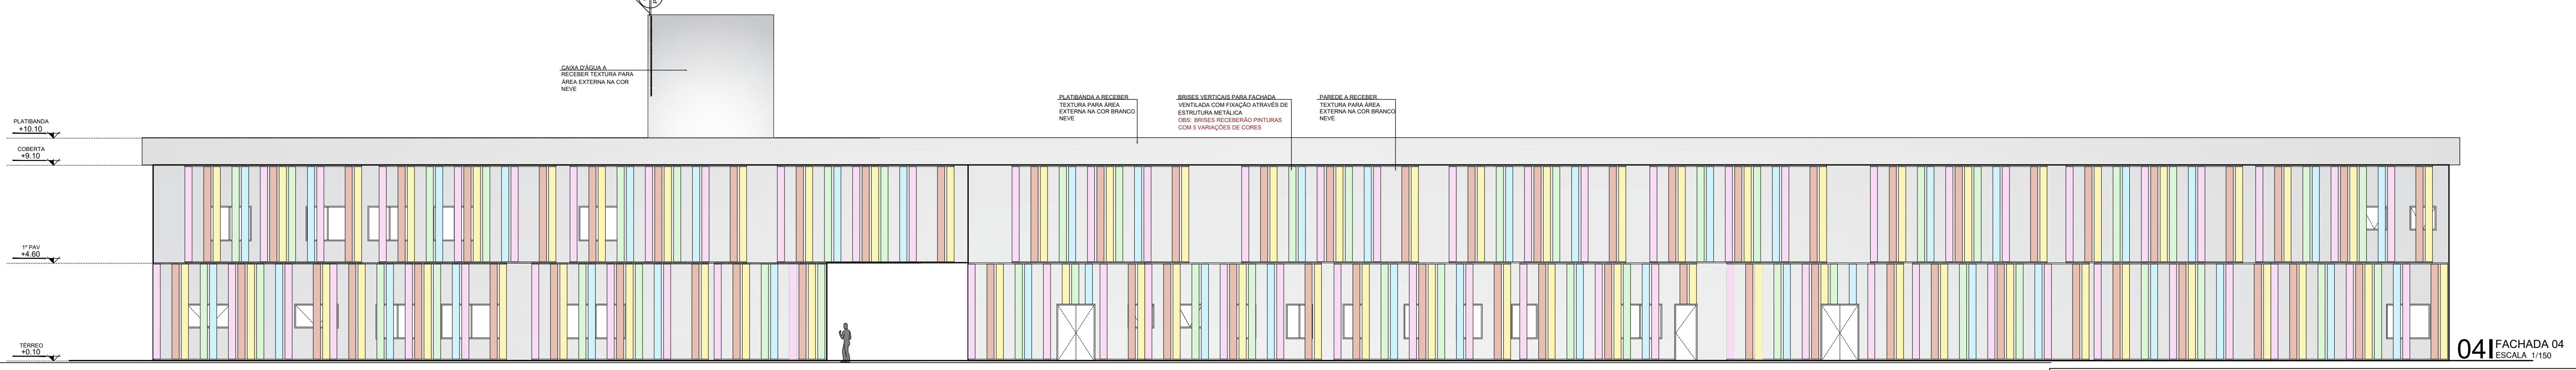 CAIXA D'ÁGUA A
RECEBER TEXTURA PARA
ÁREA EXTERNA NA COR
NEVE
PLATIBANDA A RECEBER
TEXTURA PARA ÁREA
EXTERNA NA COR BRANCO
NEVE
BRISES VERTICAIS PARA FACHADA
VENTILADA COM FIXAÇÃO ATRAVÉS DE
ESTRUTURA METÁLICA
OBS: BRISES RECEBERÃO PINTURAS
COM 5 VARIAÇÕES DE CORES
PAREDE A RECEBER
TEXTURA PARA ÁREA
EXTERNA NA COR BRANCO
NEVE
PLATIBANDA
+10.10
COBERTA
+9.10
1º PAV
+4.60
TÉRREO
+0.10
04 FACHADA 04
ESCALA 1/150